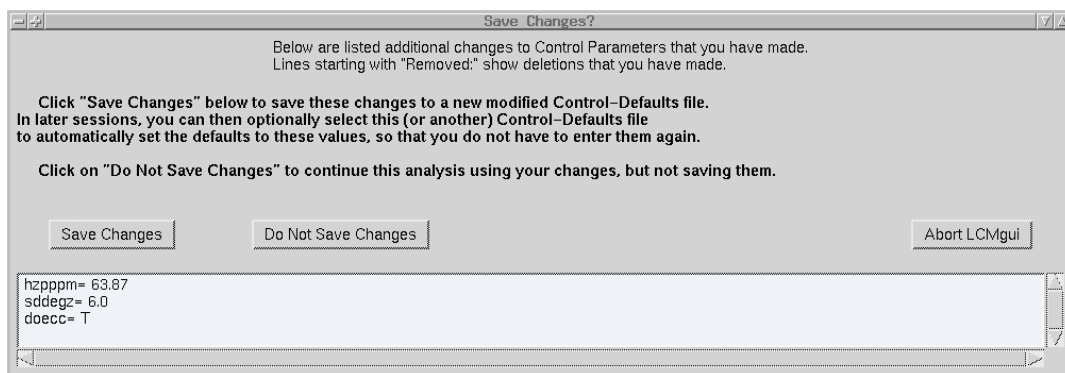 Save Changes?
Below are listed additional changes to Control Parameters that you have made.
Lines starting with "Removed:" show deletions that you have made.
Click "Save Changes" below to save these changes to a new modified Control-Defaults file.
In later sessions, you can then optionally select this (or another) Control-Defaults file
to automatically set the defaults to these values, so that you do not have to enter them again.
Click on "Do Not Save Changes" to continue this analysis using your changes, but not saving them.
Save Changes
Do Not Save Changes
Abort LCMgui
hzpppm= 63.87
sddegz= 6.0
doecc= T